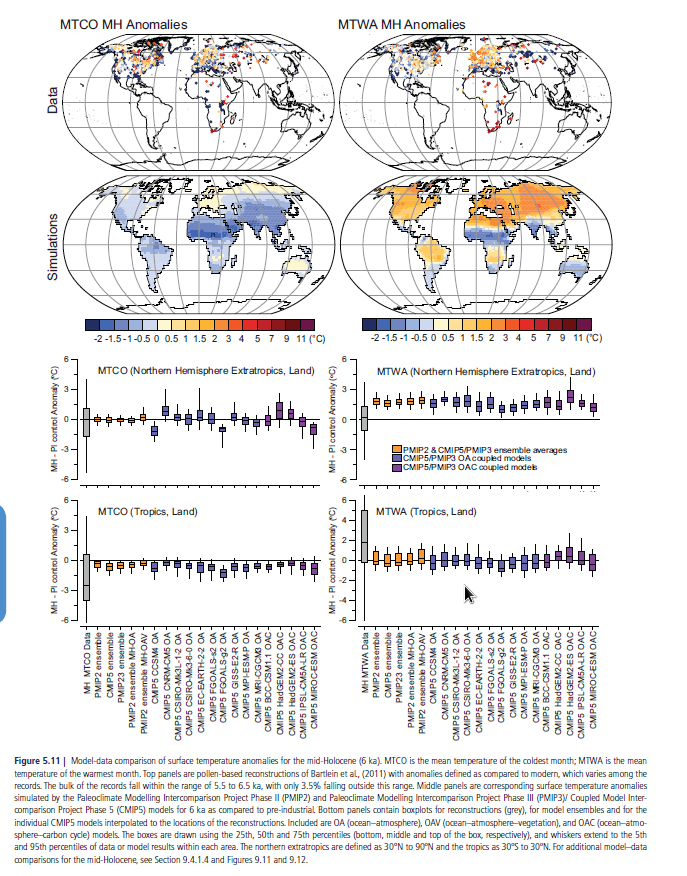 MTCO MH Anomalies
MTWA MH Anomalies
Data
Simulations
-2 -1.5 -1 -0.5 0 0.5 1 1.5 2 3 4 5 7 9 11 (°C)
-2 -1.5 -1 -0.5 0 0.5 1 1.5 2 3 4 5 7 9 11 (°C)
MTCO (Northern Hemisphere Extratropics, Land)
MH - PI control Anomaly (°C)
6
3
0
-3
-6
MTWA (Northern Hemisphere Extratropics, Land)
MH - PI control Anomaly (°C)
6
3
0
-3
-6
PMIP2 & CMIP5/PMIP3 ensemble averages
CMIP5/PMIP3 OA coupled models
CMIP5/PMIP3 OAC coupled models
MTCO (Tropics, Land)
MH - PI control Anomaly (°C)
6
3
0
-3
-6
MTWA (Tropics, Land)
MH - PI control Anomaly (°C)
6
4
2
0
-2
-4
-6
MH MTCO Data
PMIP2 ensemble
CMIP5 ensemble
PMIP23 ensemble
PMIP2 ensemble MH-OA
PMIP2 ensemble MH-OAV
CMIP5 CCSM4 OA
CMIP5 CNRM-CM5 OA
CMIP5 CSIRO-Mk3L-1-2 OA
CMIP5 CSIRO-Mk3-6-0 OA
CMIP5 EC-EARTH-2-2 OA
CMIP5 FGOALS-s2 OA
CMIP5 FGOALS-g2 OA
CMIP5 GISS-E2-R OA
CMIP5 MPI-ESM-P OA
CMIP5 MRI-CGCM3 OA
CMIP5 BCC-CSM1.1 OAC
CMIP5 HadGEM2-CC OAC
CMIP5 HadGEM2-ES OAC
CMIP5 IPSL-CM5A-LR OAC
CMIP5 MIROC-ESM OAC
MH MTWA Data
PMIP2 ensemble
CMIP5 ensemble
PMIP23 ensemble
PMIP2 ensemble MH-OA
PMIP2 ensemble MH-OAV
CMIP5 CCSM4 OA
CMIP5 CNRM-CM5 OA
CMIP5 CSIRO-Mk3L-1-2 OA
CMIP5 CSIRO-Mk3-6-0 OA
CMIP5 EC-EARTH-2-2 OA
CMIP5 FGOALS-s2 OA
CMIP5 FGOALS-g2 OA
CMIP5 GISS-E2-R OA
CMIP5 MPI-ESM-P OA
CMIP5 MRI-CGCM3 OA
CMIP5 BCC-CSM1.1 OAC
CMIP5 HadGEM2-CC OAC
CMIP5 HadGEM2-ES OAC
CMIP5 IPSL-CM5A-LR OAC
CMIP5 MIROC-ESM OAC
Figure 5.11 | Model-data comparison of surface temperature anomalies for the mid-Holocene (6 ka). MTCO is the mean temperature of the coldest month; MTWA is the mean
temperature of the warmest month. Top panels are pollen-based reconstructions of Bartlein et al., (2011) with anomalies defined as compared to modern, which varies among the
records. The bulk of the records fall within the range of 5.5 to 6.5 ka, with only 3.5% falling outside this range. Middle panels are corresponding surface temperature anomalies
simulated by the Paleoclimate Modelling Intercomparison Project Phase II (PMIP2) and Paleoclimate Modelling Intercomparison Project Phase III (PMIP3)/ Coupled Model Inter-
comparison Project Phase 5 (CMIP5) models for 6 ka as compared to pre-industrial. Bottom panels contain boxplots for reconstructions (grey), for model ensembles and for the
individual CMIP5 models interpolated to the locations of the reconstructions. Included are OA (ocean–atmosphere), OAV (ocean–atmosphere–vegetation), and OAC (ocean–atmo-
sphere–carbon cycle) models. The boxes are drawn using the 25th, 50th and 75th percentiles (bottom, middle and top of the box, respectively), and whiskers extend to the 5th
and 95th percentiles of data or model results within each area. The northern extratropics are defined as 30°N to 90°N and the tropics as 30°S to 30°N. For additional model–data
comparisons for the mid-Holocene, see Section 9.4.1.4 and Figures 9.11 and 9.12.